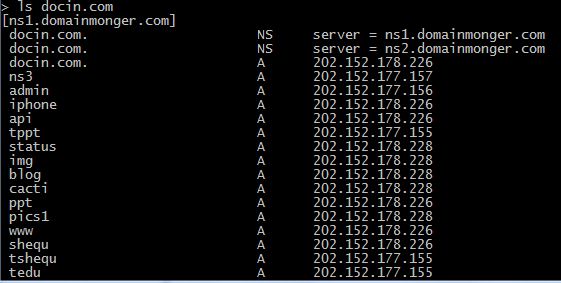 > ls docin.com
[ns1.domainmonger.com]
docin.com. NS server = ns1.domainmonger.com
docin.com. NS server = ns2.domainmonger.com
docin.com. A 202.152.178.226
ns3 A 202.152.177.157
admin A 202.152.177.156
iphone A 202.152.178.226
api A 202.152.178.226
tppt A 202.152.177.155
status A 202.152.178.228
img A 202.152.178.228
blog A 202.152.178.228
cacti A 202.152.178.228
ppt A 202.152.178.226
pics1 A 202.152.178.228
www A 202.152.178.226
shequ A 202.152.178.226
tshequ A 202.152.177.155
tedu A 202.152.177.155